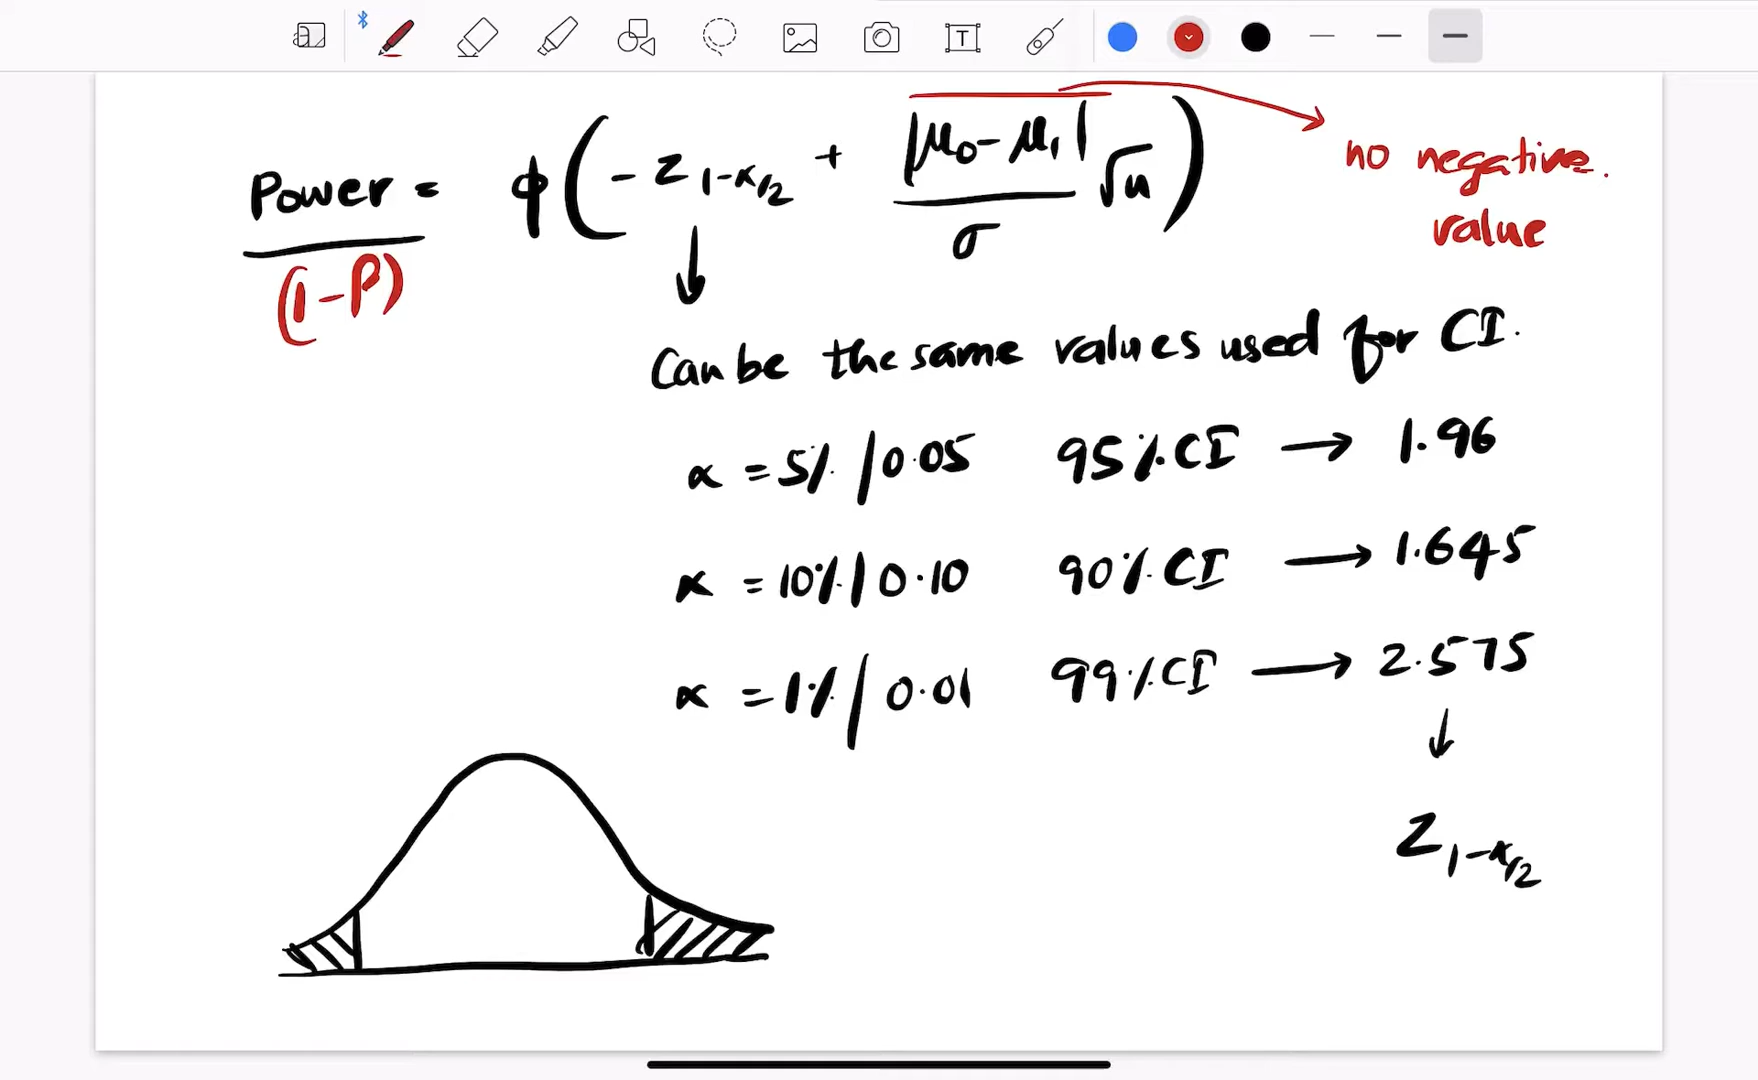 Power = ϕ(-z₁₋α/₂ + |μ₀-μ₁|/σ √n)
no negative.
value
(1-β)
Can be the same values used for CI.
α = 5% / 0.05 95% CI → 1.96
α = 10% / 0.10 90% CI → 1.645
α = 1% / 0.01 99% CI → 2.575
↓
Z₁₋α/₂